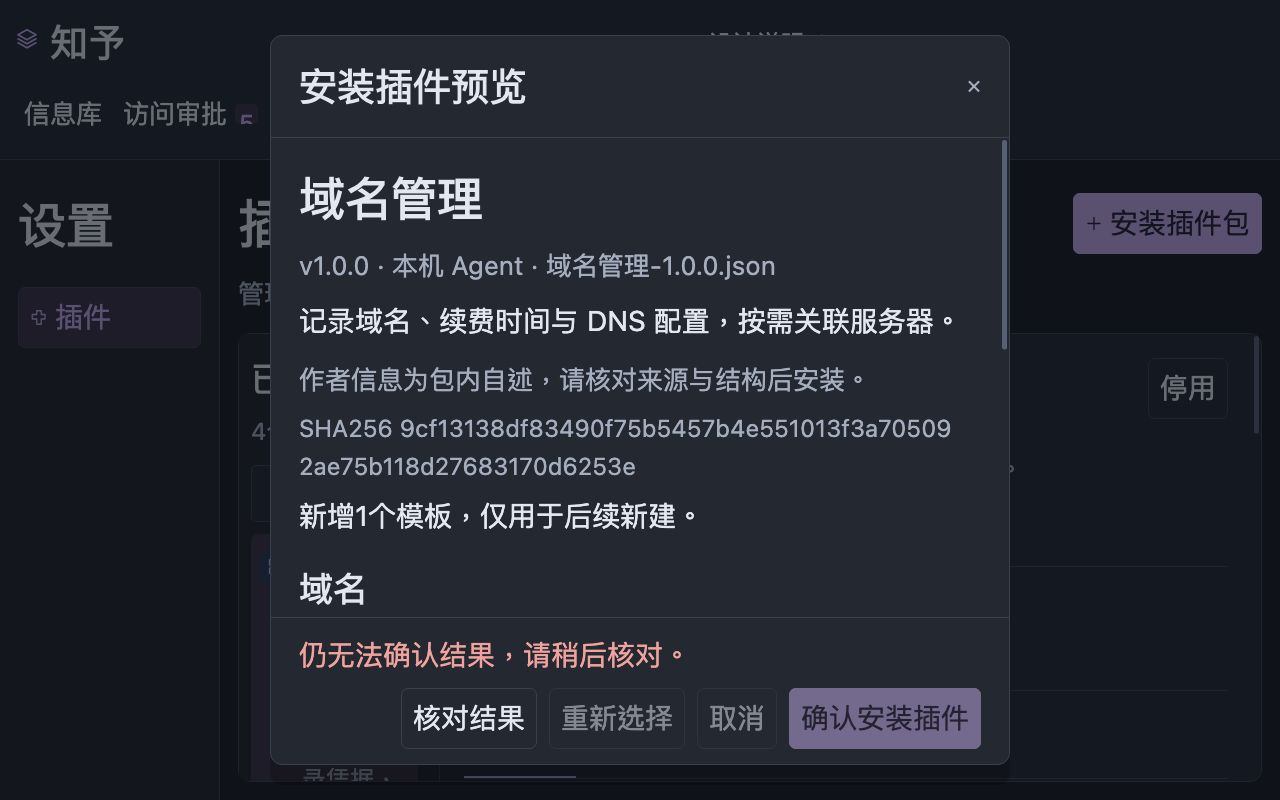 知予
信息库 访问审批 5
安装插件预览
×
设置
+ 安装插件包
插件
域名管理
v1.0.0 · 本机 Agent · 域名管理-1.0.0.json
记录域名、续费时间与 DNS 配置，按需关联服务器。
停用
作者信息为包内自述，请核对来源与结构后安装。
SHA256 9cf13138df83490f75b5457b4e551013f3a70509
2ae75b118d27683170d6253e
新增1个模板，仅用于后续新建。
域名
仍无法确认结果，请稍后核对。
核对结果 重新选择 取消 确认安装插件